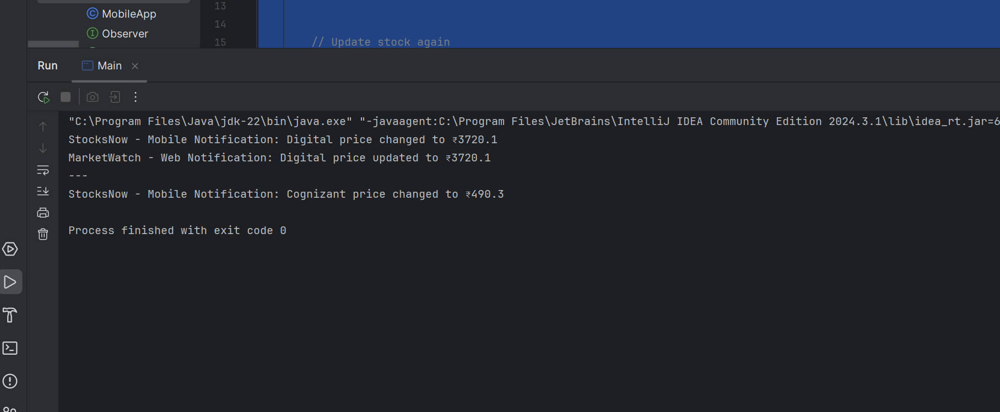 MobileApp
Observer
13
14
15
// Update stock again
Run
Main
"C:\Program Files\Java\jdk-22\bin\java.exe" "-javaagent:C:\Program Files\JetBrains\IntelliJ IDEA Community Edition 2024.3.1\lib\idea_rt.jar=6
StocksNow - Mobile Notification: Digital price changed to ₹3720.1
MarketWatch - Web Notification: Digital price updated to ₹3720.1
---
StocksNow - Mobile Notification: Cognizant price changed to ₹490.3
Process finished with exit code 0